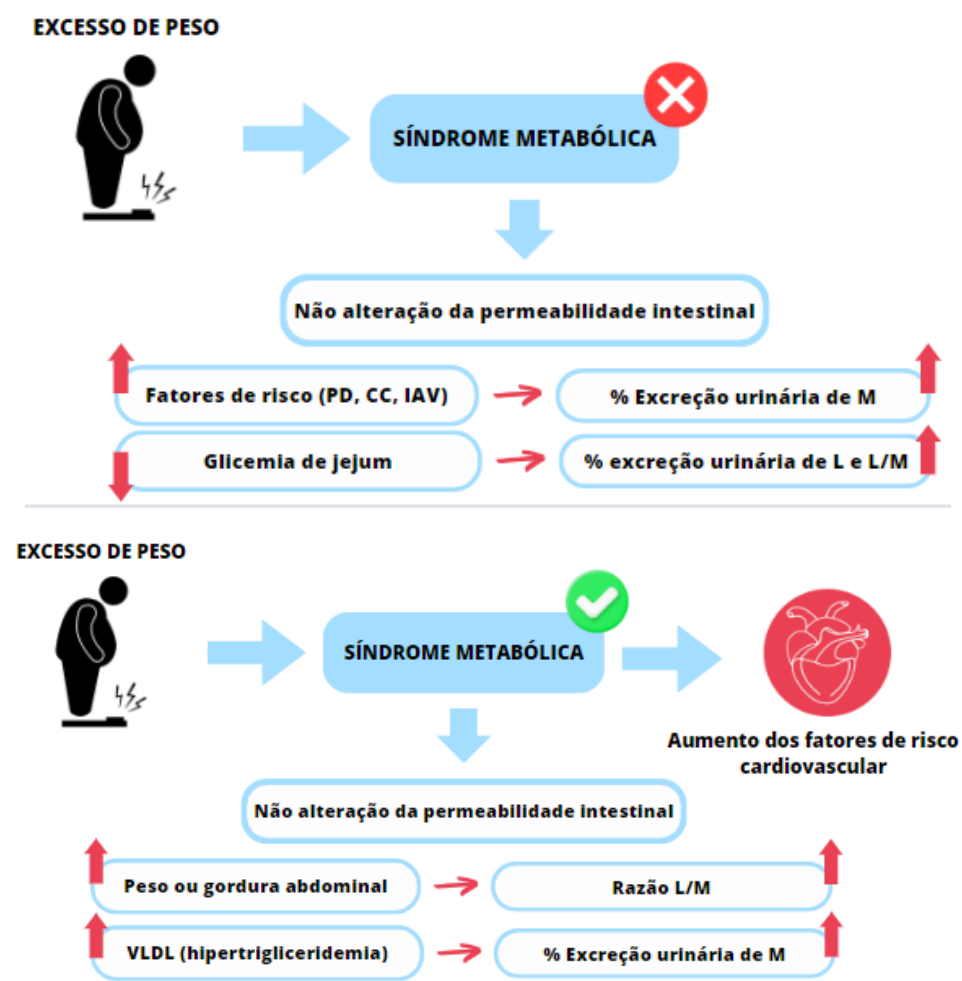 EXCESSO DE PESO
SÍNDROME METABÓLICA
Não alteração da permeabilidade intestinal
Fatores de risco (PD, CC, IAV)
% Excreção urinária de M
Glicemia de jejum
% excreção urinária de L e L/M
EXCESSO DE PESO
SÍNDROME METABÓLICA
Aumento dos fatores de risco
cardiovascular
Não alteração da permeabilidade intestinal
Peso ou gordura abdominal
Razão L/M
VLDL (hipertrigliceridemia)
% Excreção urinária de M